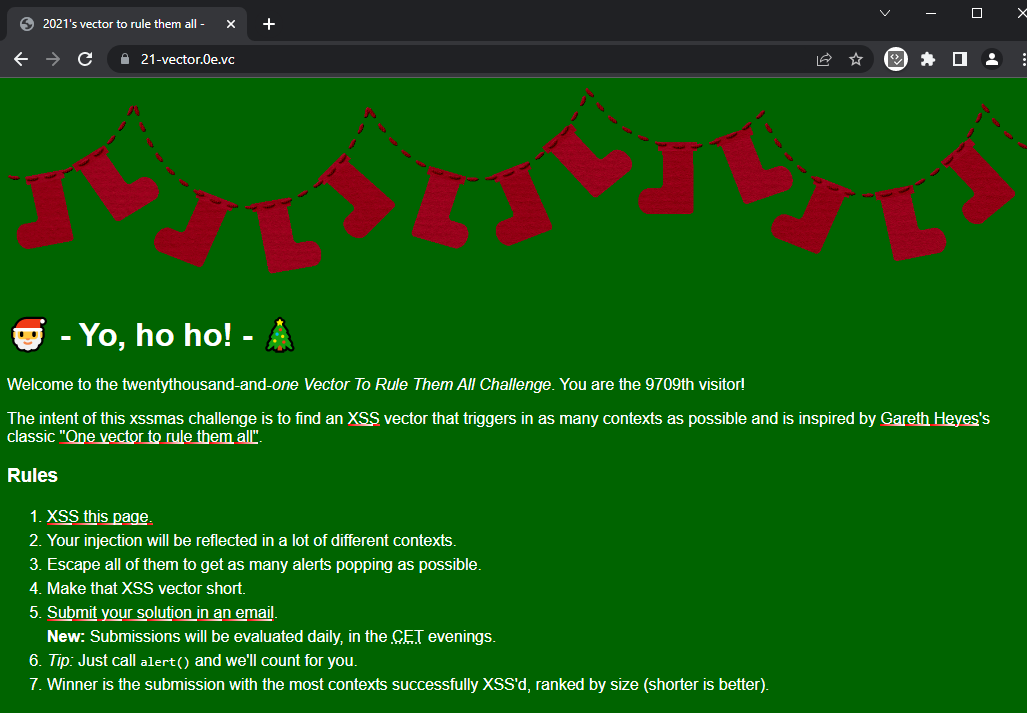 2021's vector to rule them all -
21-vector.0e.vc
- Yo, ho ho! -
Welcome to the twentythousand-and-one Vector To Rule Them All Challenge. You are the 9709th visitor!
The intent of this xssmas challenge is to find an XSS vector that triggers in as many contexts as possible and is inspired by Gareth Heyes's
classic "One vector to rule them all".
Rules
1. XSS this page.
2. Your injection will be reflected in a lot of different contexts.
3. Escape all of them to get as many alerts popping as possible.
4. Make that XSS vector short.
5. Submit your solution in an email.
New: Submissions will be evaluated daily, in the CET evenings.
6. Tip: Just call alert() and we'll count for you.
7. Winner is the submission with the most contexts successfully XSS'd, ranked by size (shorter is better).